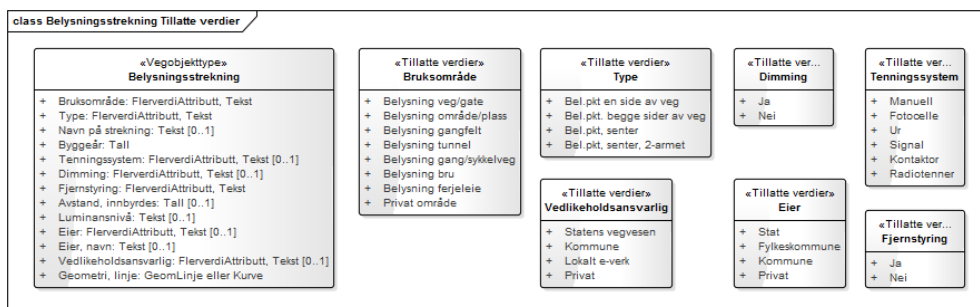 class Belysningsstrekning Tillatte verdier
«Vegobjekttype»
Belysningsstrekning
+ Bruksområde: FlerverdiAttributt, Tekst
+ Type: FlerverdiAttributt, Tekst
+ Navn på strekning: Tekst [0..1]
+ Byggeår: Tall
+ Tenningssystem: FlerverdiAttributt, Tekst [0..1]
+ Dimming: FlerverdiAttributt, Tekst [0..1]
+ Fjernstyring: FlerverdiAttributt, Tekst
+ Avstand, innbyrdes: Tall [0..1]
+ Luminansnivå: Tekst [0..1]
+ Eier: FlerverdiAttributt, Tekst [0..1]
+ Eier, navn: Tekst [0..1]
+ Vedlikeholdsansvarlig: FlerverdiAttributt, Tekst [0..1]
+ Geometri, linje: GeomLinje eller Kurve
«Tillatte verdier»
Bruksområde
+ Belysning veg/gate
+ Belysning område/plass
+ Belysning gangfelt
+ Belysning tunnel
+ Belysning gang/sykkelveg
+ Belysning bru
+ Belysning ferjeleie
+ Privat område
«Tillatte verdier»
Type
+ Bel.pkt en side av veg
+ Bel.pkt. begge sider av veg
+ Bel.pkt, senter
+ Bel.pkt, senter, 2-armet
«Tillatte ver...
Dimming
+ Ja
+ Nei
«Tillatte ver...
Tenningssystem
+ Manuell
+ Fotocelle
+ Ur
+ Signal
+ Kontaktor
+ Radiotenner
«Tillatte verdier»
Vedlikeholdsansvarlig
+ Statens vegvesen
+ Kommune
+ Lokalt e-verk
+ Privat
«Tillatte verdier»
Eier
+ Stat
+ Fylkeskommune
+ Kommune
+ Privat
«Tillatte ver...
Fjernstyring
+ Ja
+ Nei